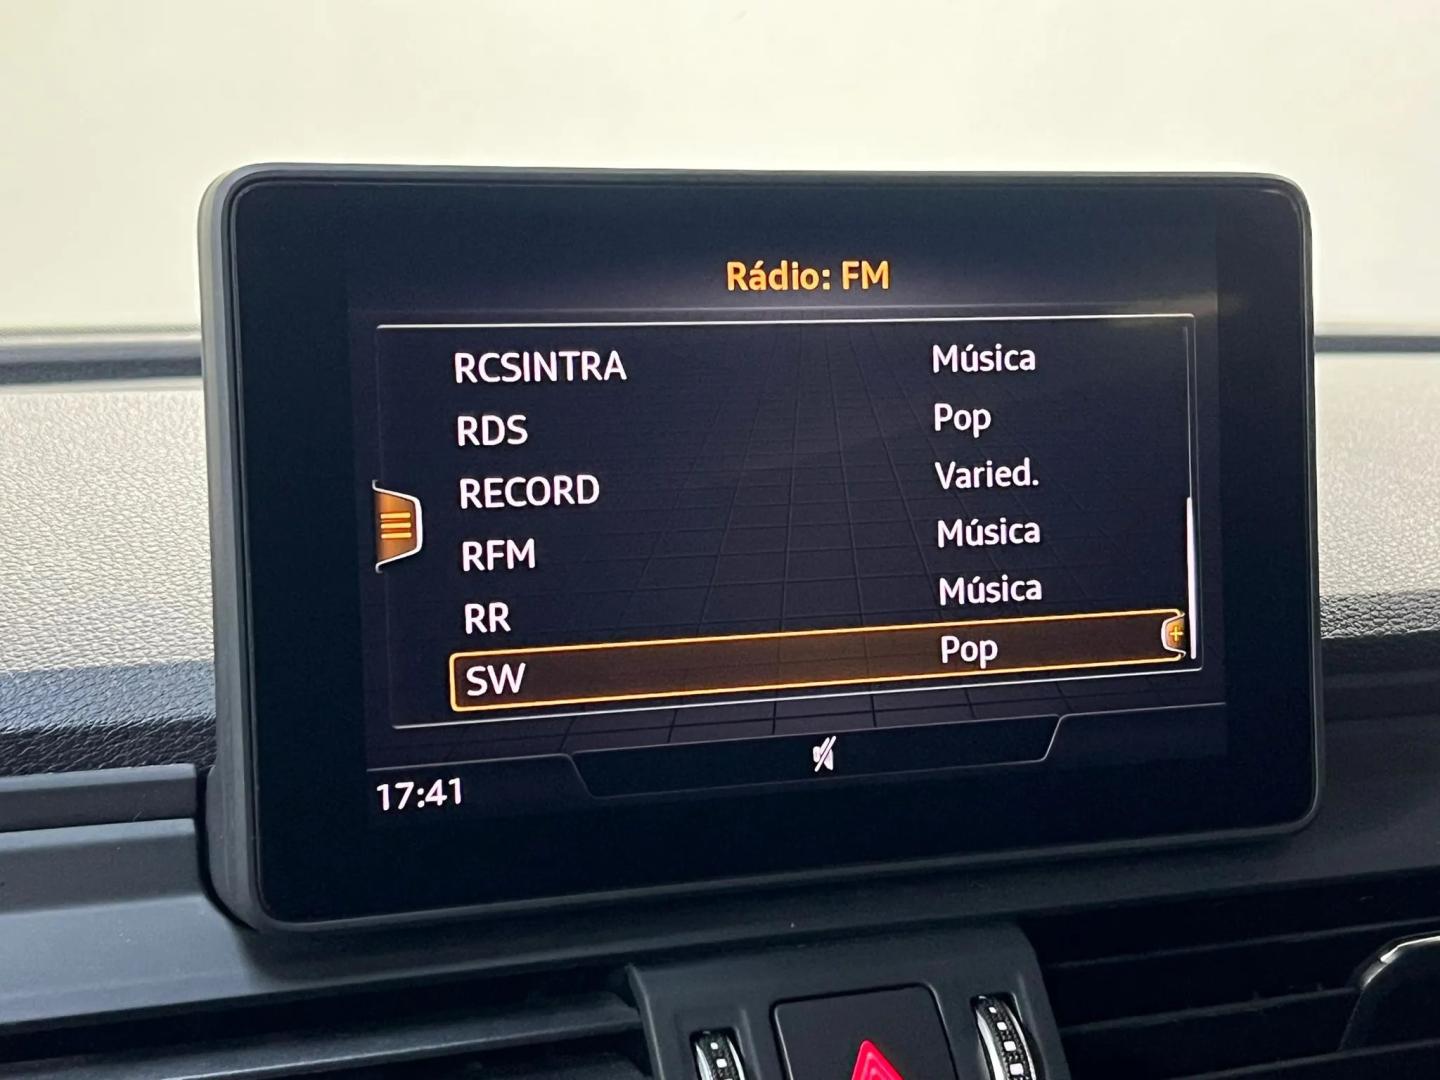 Rádio: FM
RCSINTRA Música
RDS Pop
RECORD Varied.
RFM Música
RR Música
SW Pop
17:41